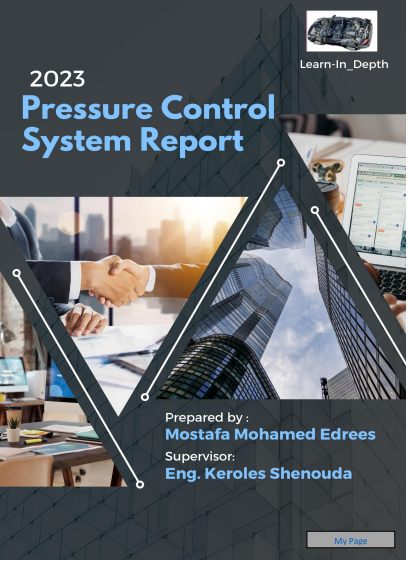 Learn-In_Depth
2023
Pressure Control
System Report
Prepared by :
Mostafa Mohamed Edrees
Supervisor:
Eng. Keroles Shenouda
My Page